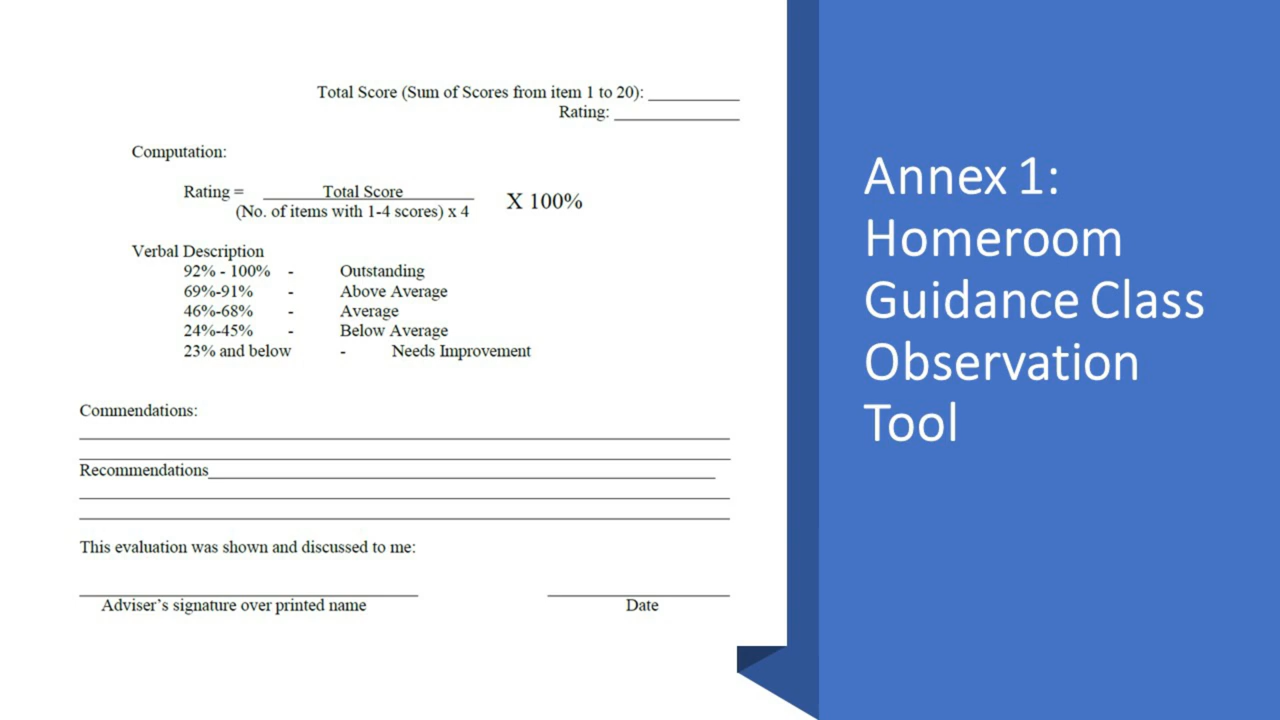 Total Score (Sum of Scores from item 1 to 20): ___________
Rating: _______________
Computation:
Rating = Total Score
(No. of items with 1-4 scores) x 4
X 100%
Verbal Description
92% - 100% - Outstanding
69%-91% - Above Average
46%-68% - Average
24%-45% - Below Average
23% and below - Needs Improvement
Commendations:
Recommendations
This evaluation was shown and discussed to me:
Adviser’s signature over printed name
Date
Annex 1:
Homeroom
Guidance Class
Observation
Tool